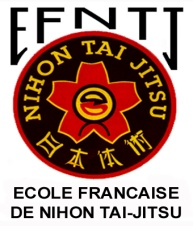 EFNTJ
NIHON TAI JITSU
日本体術
ECOLE FRANCAISE
DE NIHON TAI-JITSU